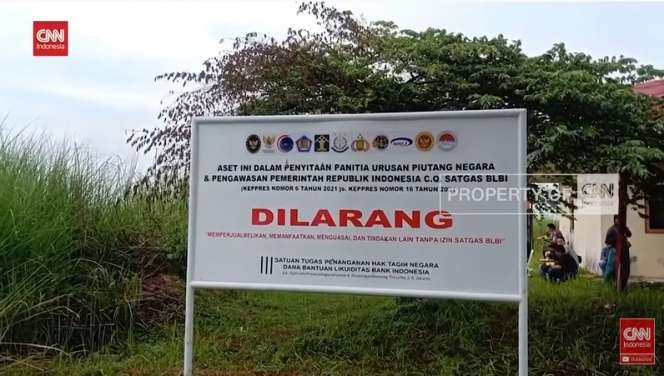 CNN
Indonesia
ASET INI DALAM PENYITAAN PANITIA URUSAN PIUTANG NEGARA
& PENGAWASAN PEMERINTAH REPUBLIK INDONESIA C.Q. SATGAS BLBI
(KEPPRES NOMOR 6 TAHUN 2021 jo. KEPPRES NOMOR 16 TAHUN
PROPERTY OF CNN
DILARANG
"MEMPERJUALBELIKAN, MEMANFAATKAN, MENGUASAI, DAN TINDAKAN LAIN TANPA IZIN SATGAS BLBI"
SATUAN TUGAS PENANGANAN HAK TAGIH NEGARA
DANA BANTUAN LIKUIDITAS BANK INDONESIA
CNN
Indonesia
Subscribe